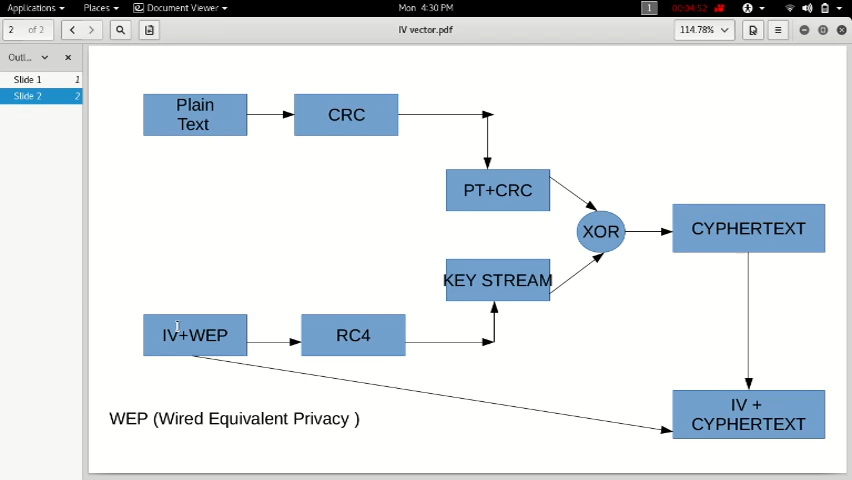 Applications Places Document Viewer Mon 4:30 PM 1 00:04:52
2 of 2 IV vector.pdf 114.78%
Outl...
Slide 1 1
Slide 2 2
Plain
Text
CRC
PT+CRC
XOR
CYPHERTEXT
KEY STREAM
IV+WEP
RC4
IV +
CYPHERTEXT
WEP (Wired Equivalent Privacy )